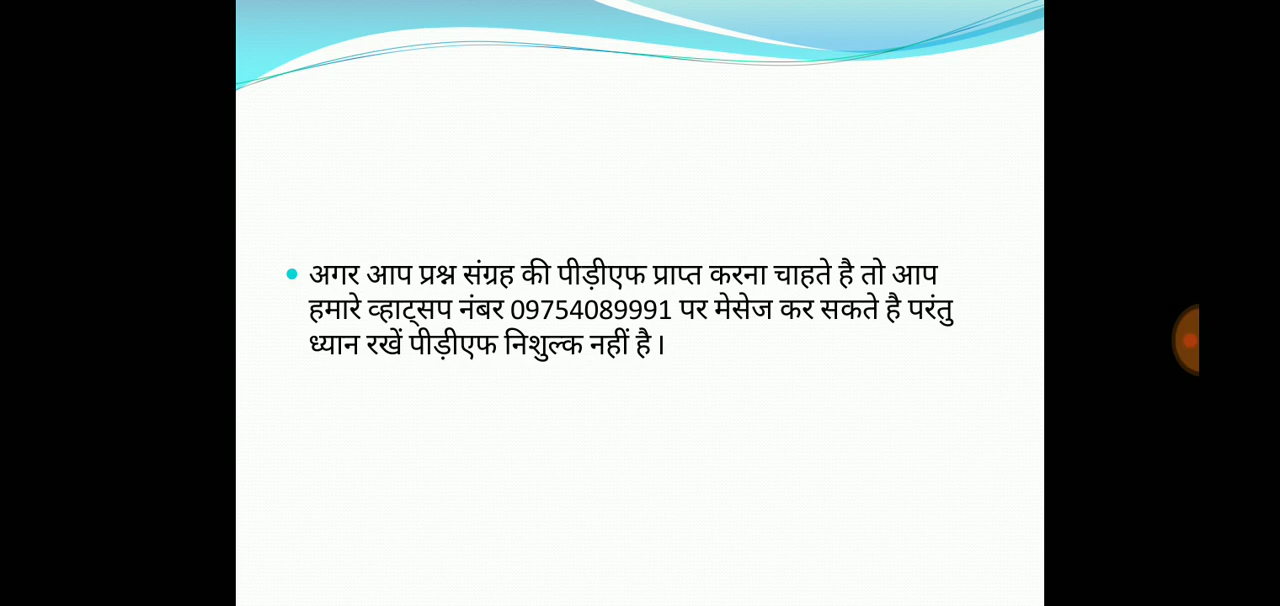 अगर आप प्रश्न संग्रह की पीड़ीएफ प्राप्त करना चाहते है तो आप
हमारे व्हाट्सप नंबर 09754089991 पर मेसेज कर सकते है परंतु
ध्यान रखें पीड़ीएफ निशुल्क नहीं है।